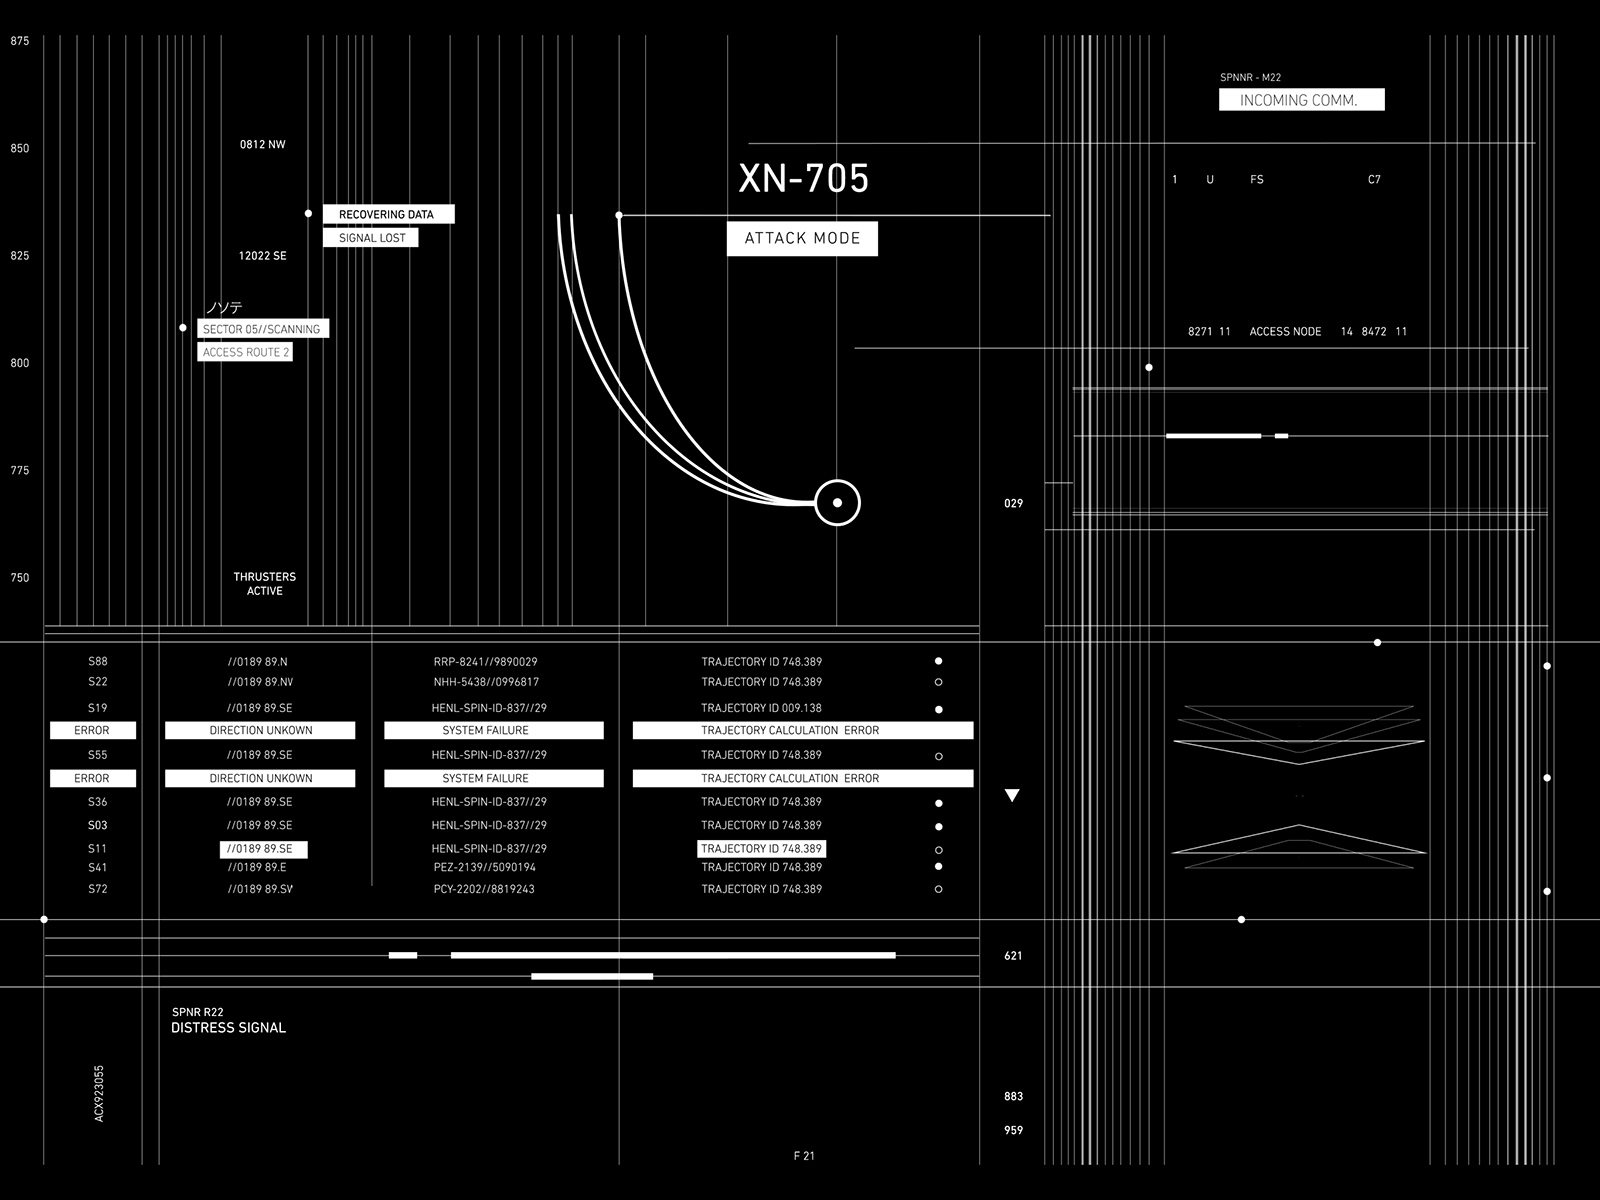 875
SPNNR - M22
INCOMING COMM.
0812 NW
850
XN-705
1 U FS C7
RECOVERING DATA
SIGNAL LOST
ATTACK MODE
12022 SE
825
ノソテ
SECTOR 05//SCANNING
8271 11 ACCESS NODE 14 8472 11
ACCESS ROUTE 2
800
775
029
750
THRUSTERS
ACTIVE
S88 //0189 89.N RRP-8241//9890029 TRAJECTORY ID 748.389
S22 //0189 89.NW NHH-5438//0996817 TRAJECTORY ID 748.389
S19 //0189 89.SE HENL-SPIN-ID-837//29 TRAJECTORY ID 009.138
ERROR DIRECTION UNKOWN SYSTEM FAILURE TRAJECTORY CALCULATION ERROR
S55 //0189 89.SE HENL-SPIN-ID-837//29 TRAJECTORY ID 748.389
ERROR DIRECTION UNKOWN SYSTEM FAILURE TRAJECTORY CALCULATION ERROR
S36 //0189 89.SE HENL-SPIN-ID-837//29 TRAJECTORY ID 748.389
S03 //0189 89.SE HENL-SPIN-ID-837//29 TRAJECTORY ID 748.389
S11 //0189 89.SE HENL-SPIN-ID-837//29 TRAJECTORY ID 748.389
S41 //0189 89.E PEZ-2139//5090194 TRAJECTORY ID 748.389
S72 //0189 89.SW PCY-2202//8819243 TRAJECTORY ID 748.389
621
SPNR R22
DISTRESS SIGNAL
ACX923055
883
959
F 21